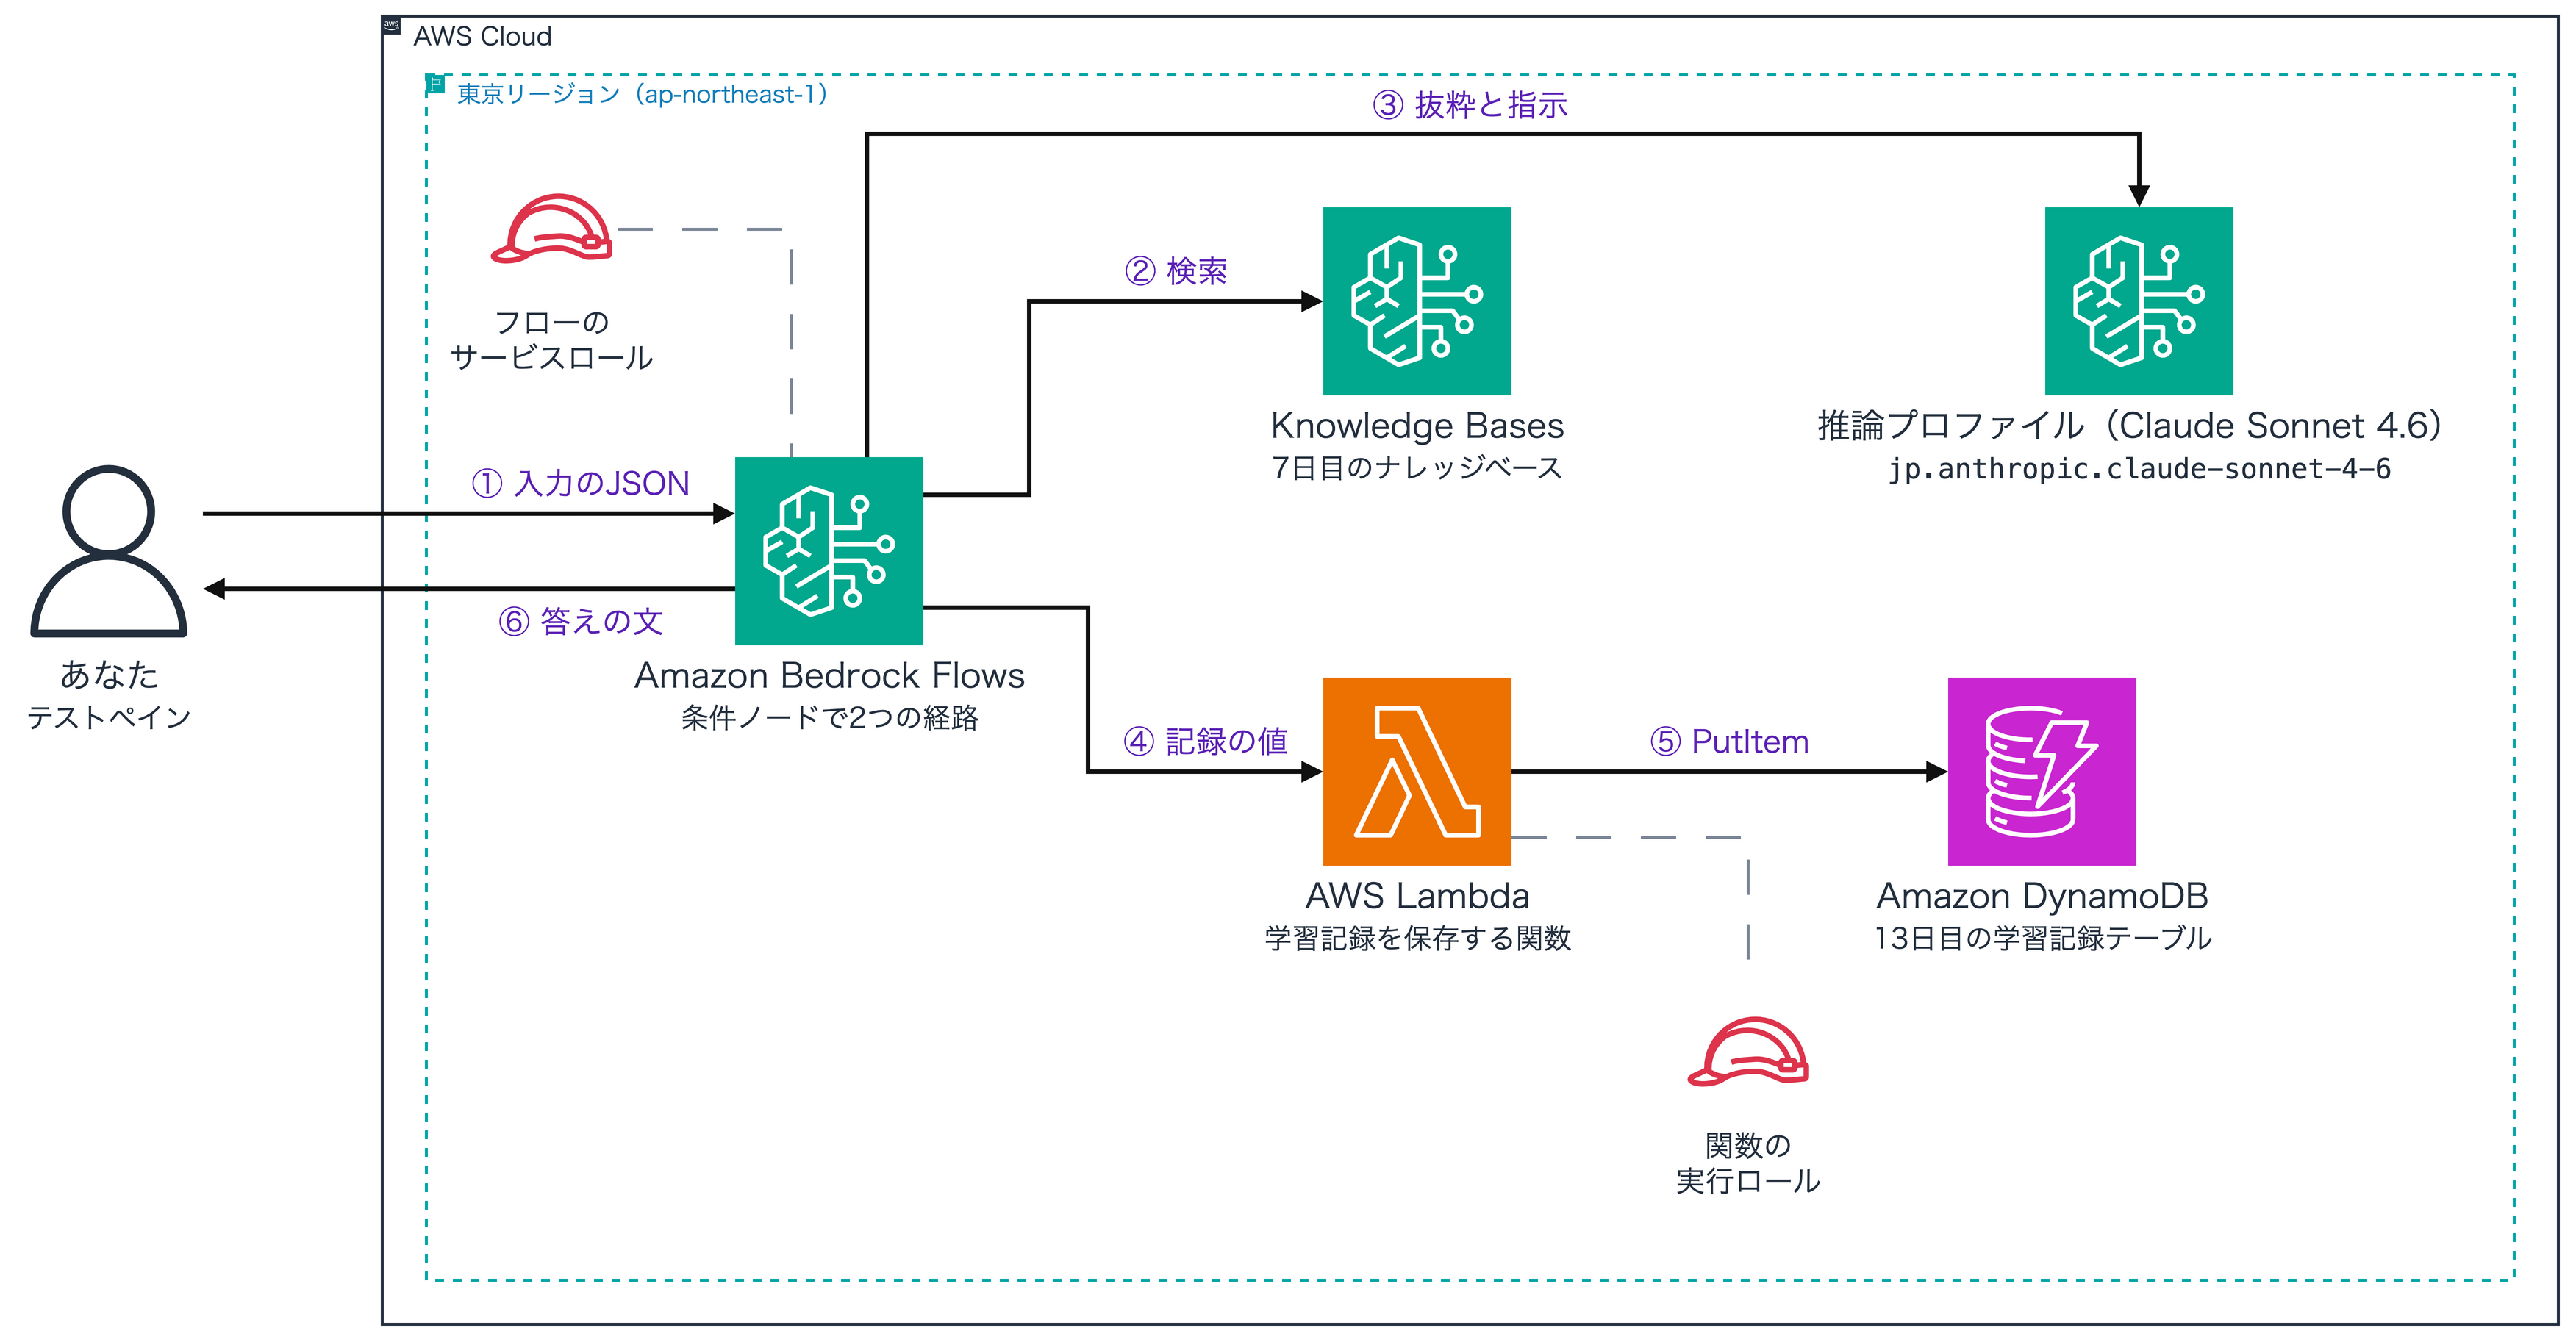 aws
AWS Cloud
東京リージョン（ap-northeast-1）
③ 抜粋と指示
フローの
サービスロール
② 検索
Knowledge Bases
7日目のナレッジベース
推論プロファイル（Claude Sonnet 4.6）
jp.anthropic.claude-sonnet-4-6
① 入力のJSON
⑥ 答えの文
あなた
テストペイン
Amazon Bedrock Flows
条件ノードで2つの経路
④ 記録の値
⑤ PutItem
AWS Lambda
学習記録を保存する関数
Amazon DynamoDB
13日目の学習記録テーブル
関数の
実行ロール